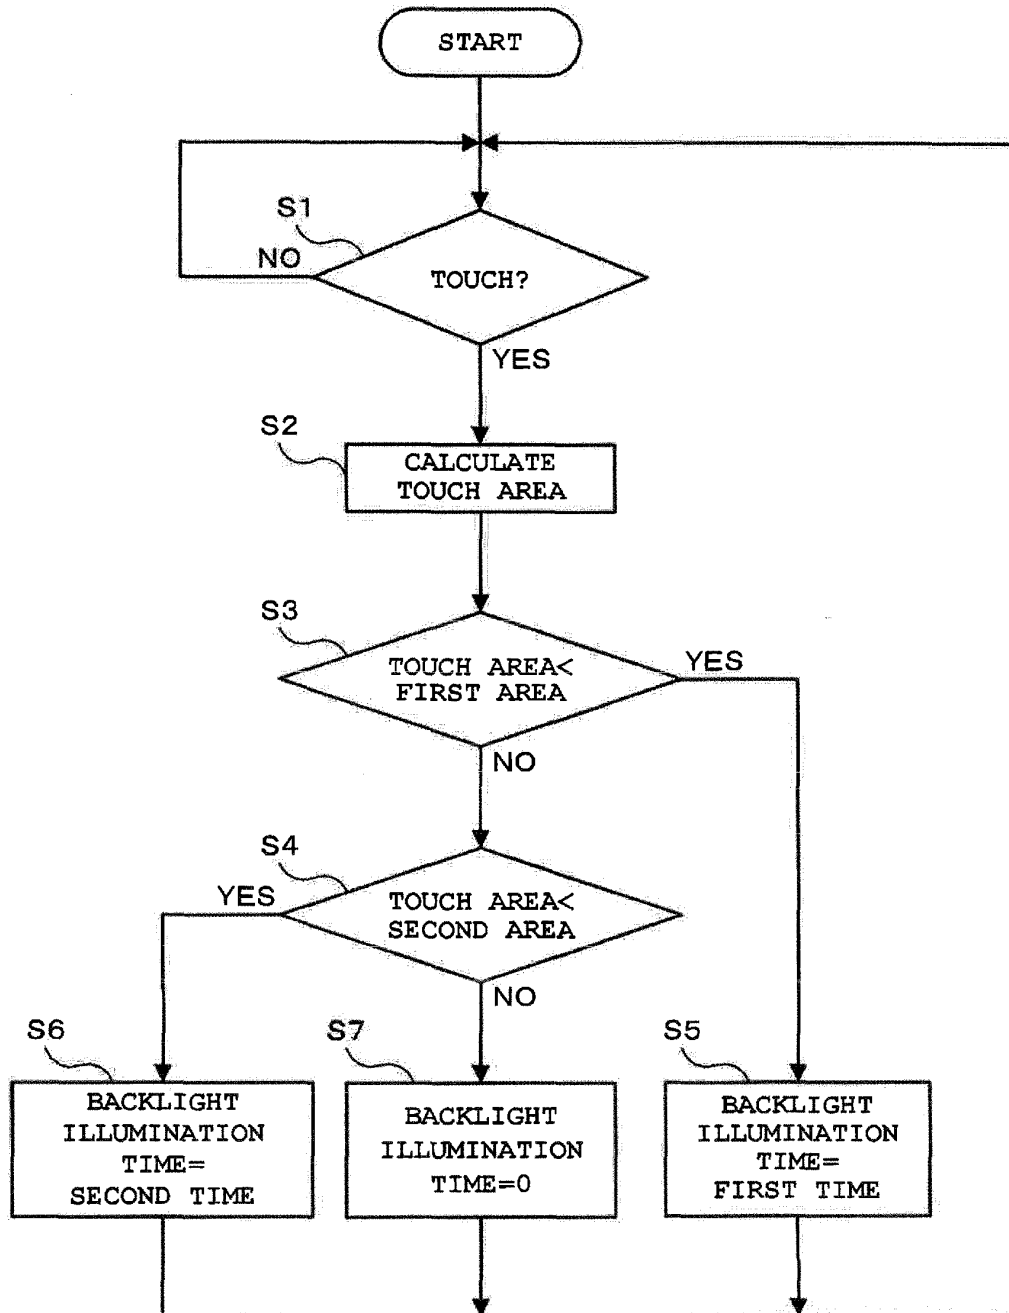 START
S1
NO
TOUCH?
YES
S2
CALCULATE
TOUCH AREA
S3
TOUCH AREA<
FIRST AREA
YES
NO
S4
YES
TOUCH AREA<
SECOND AREA
NO
S6
S7
S5
BACKLIGHT
ILLUMINATION
TIME=
SECOND TIME
BACKLIGHT
ILLUMINATION
TIME=0
BACKLIGHT
ILLUMINATION
TIME=
FIRST TIME